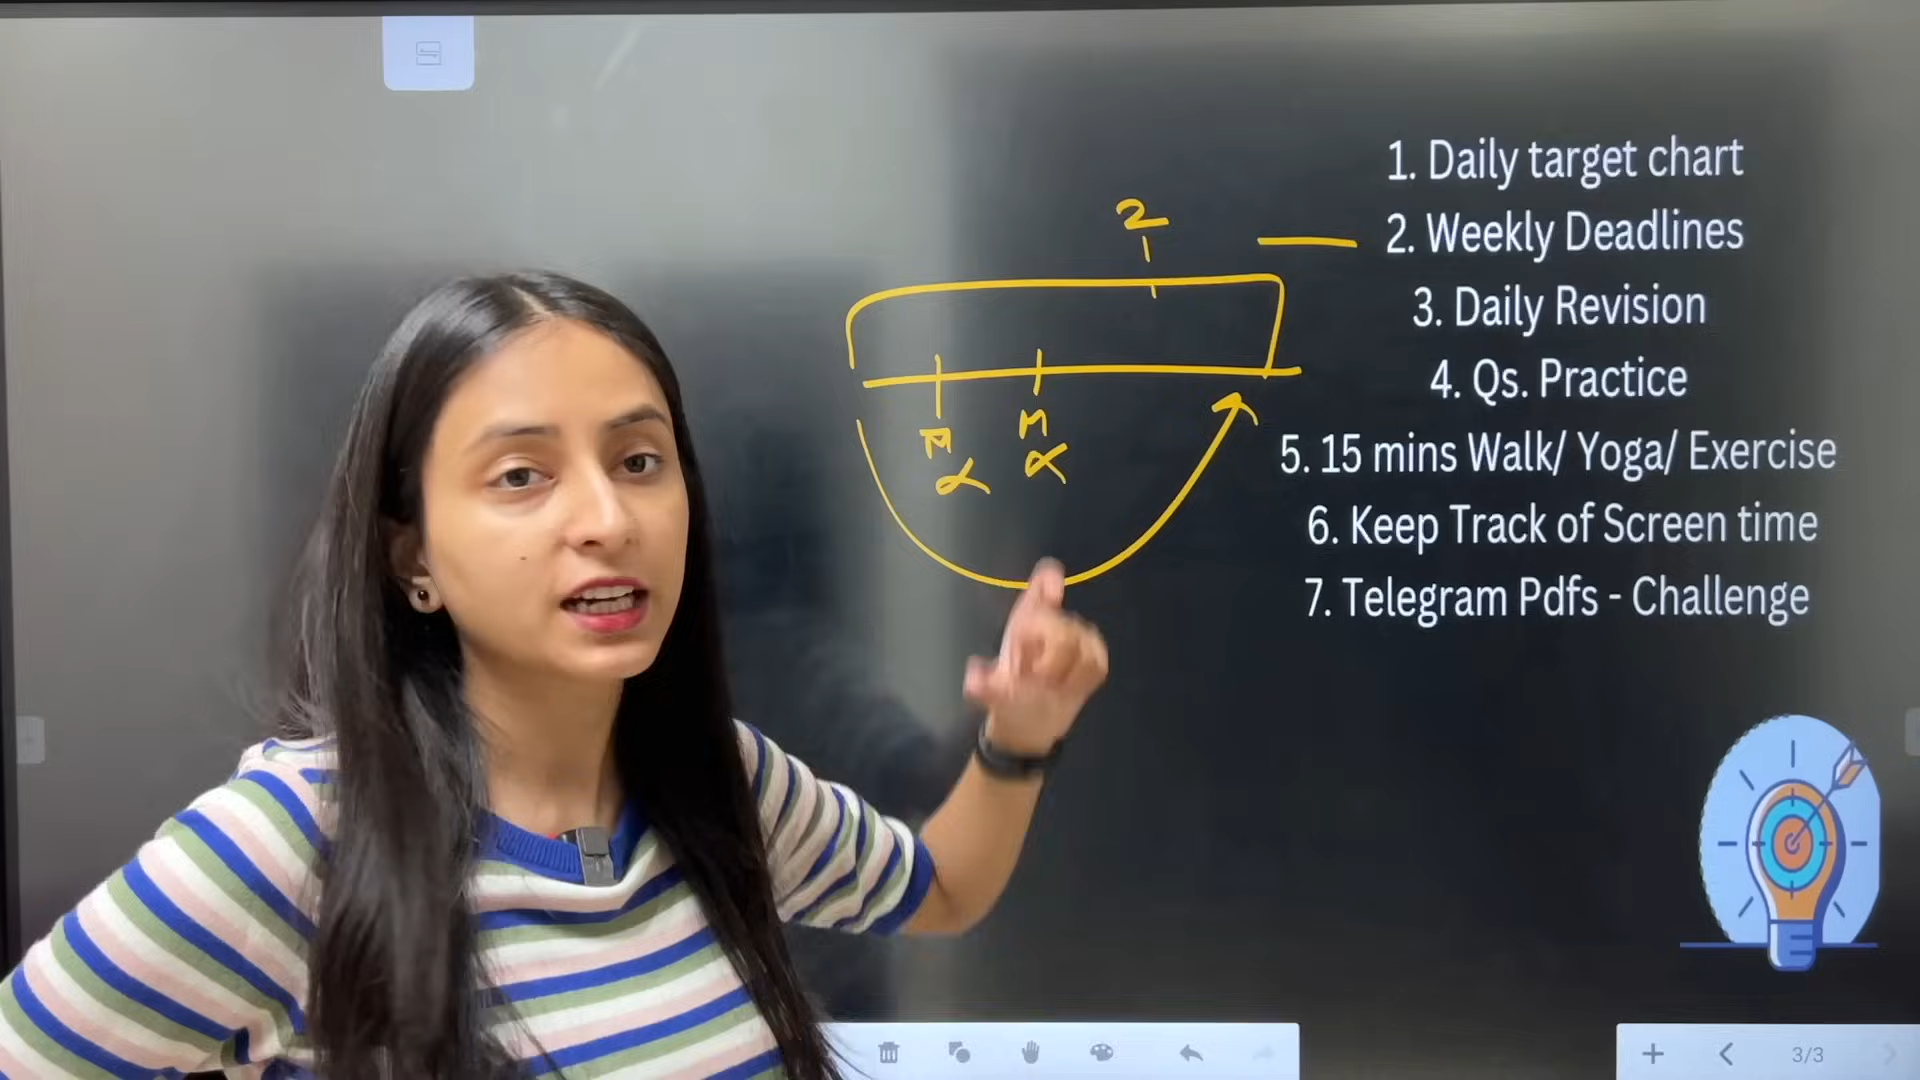 1. Daily target chart
2. Weekly Deadlines
3. Daily Revision
4. Qs. Practice
5. 15 mins Walk/ Yoga/ Exercise
6. Keep Track of Screen time
7. Telegram Pdfs - Challenge
2
M M
α α
3/3